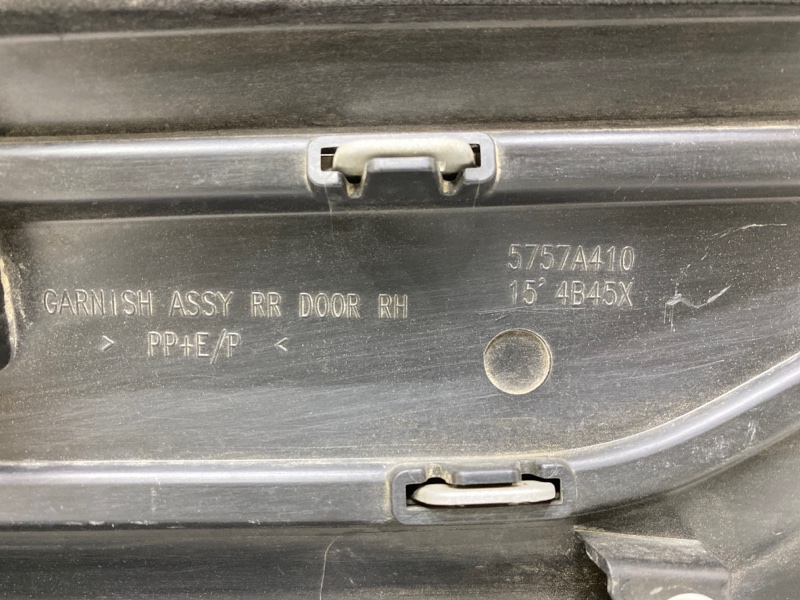 5757A410
15' 4B45X
GARNISH ASSY RR DOOR RH
> PP+E/P <